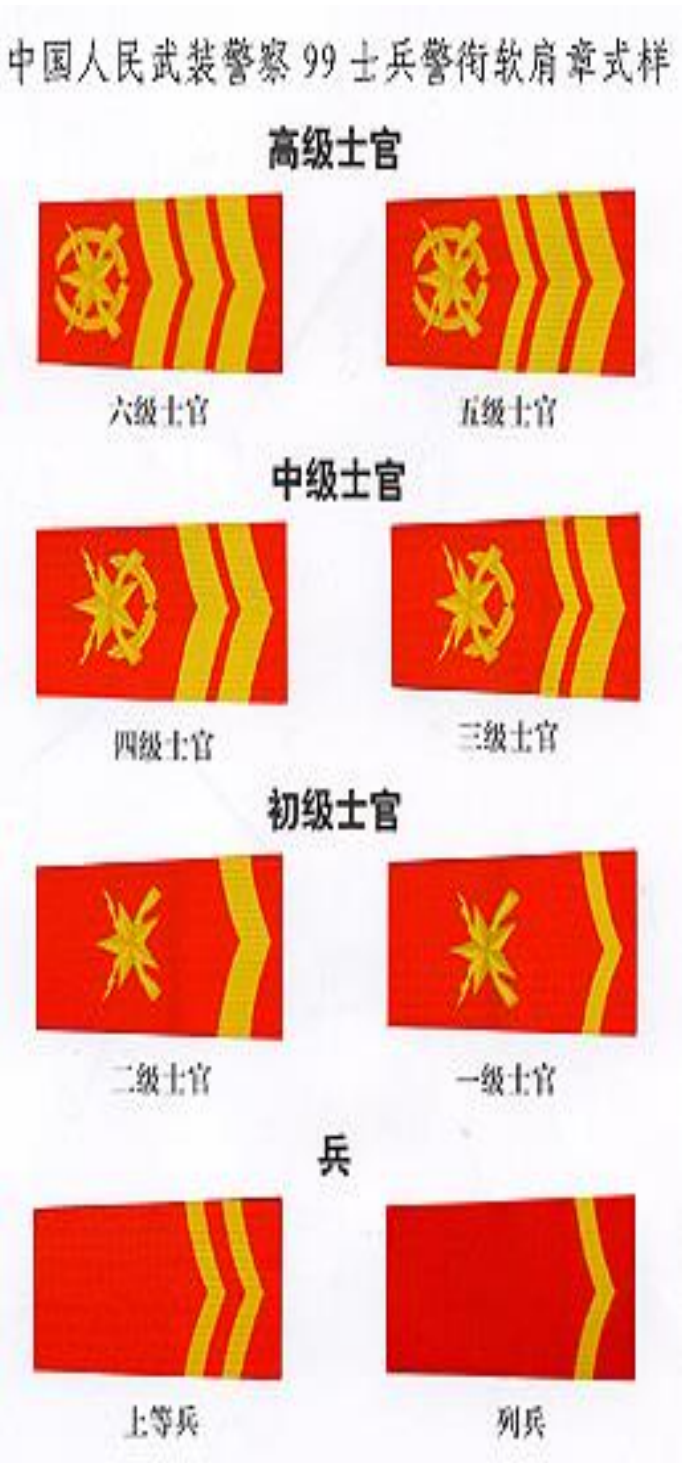 中国人民武装警察 99 士兵警衔软肩章式样
高级士官
六级士官 五级士官
中级士官
四级士官 三级士官
初级士官
二级士官 一级士官
兵
上等兵 列兵